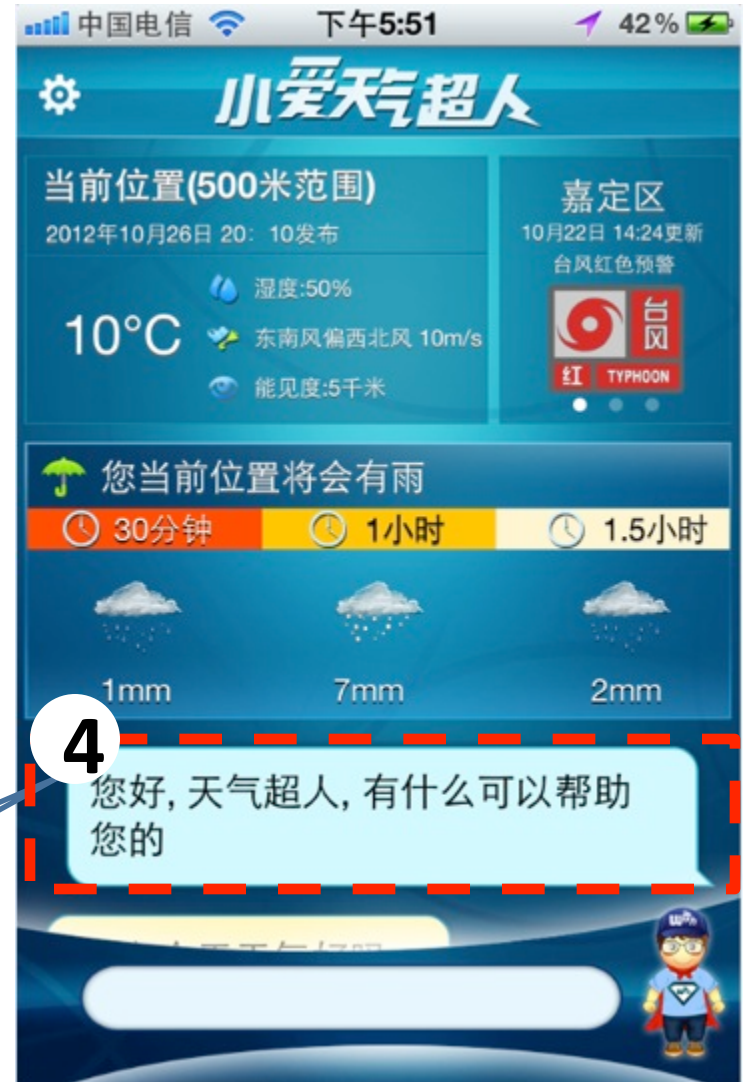 中国电信 下午5:51 42%
小爱天气超人
当前位置(500米范围)
2012年10月26日 20：10发布
10°C
湿度:50%
东南风偏西北风 10m/s
能见度:5千米
嘉定区
10月22日 14:24更新
台风红色预警
台风
红 TYPHOON
您当前位置将会有雨
30分钟 1小时 1.5小时
1mm 7mm 2mm
4
您好, 天气超人, 有什么可以帮助
您的